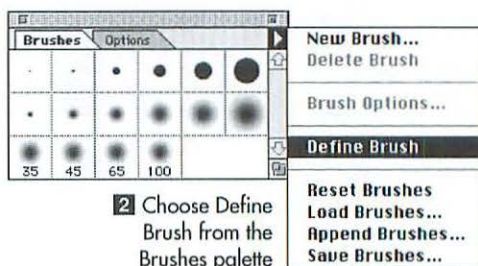 Brushes Options
35 45 65 100
New Brush...
Delete Brush
Brush Options...
Define Brush
Reset Brushes
Load Brushes...
Append Brushes...
Save Brushes...
2 Choose Define
Brush from the
Brushes palette